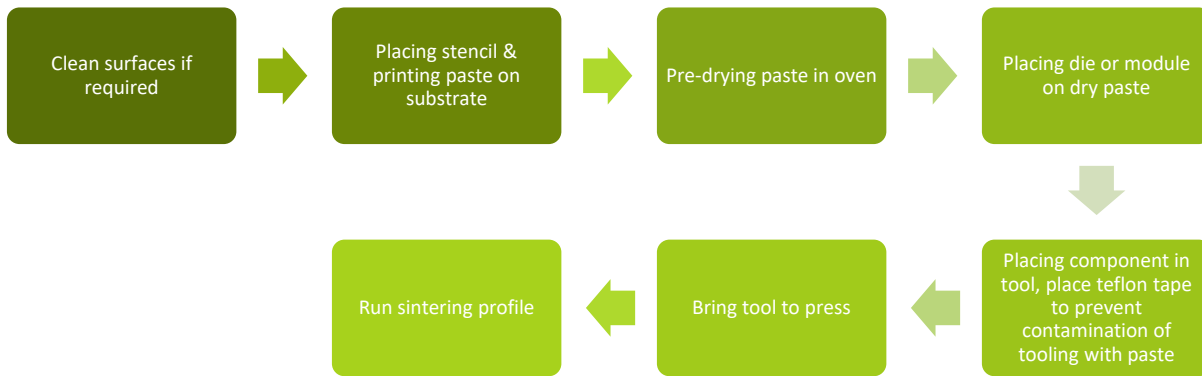 Clean surfaces if
required
Placing stencil &
printing paste on
substrate
Pre-drying paste in oven
Placing die or module
on dry paste
Placing component in
tool, place teflon tape
to prevent
contamination of
tooling with paste
Bring tool to press
Run sintering profile